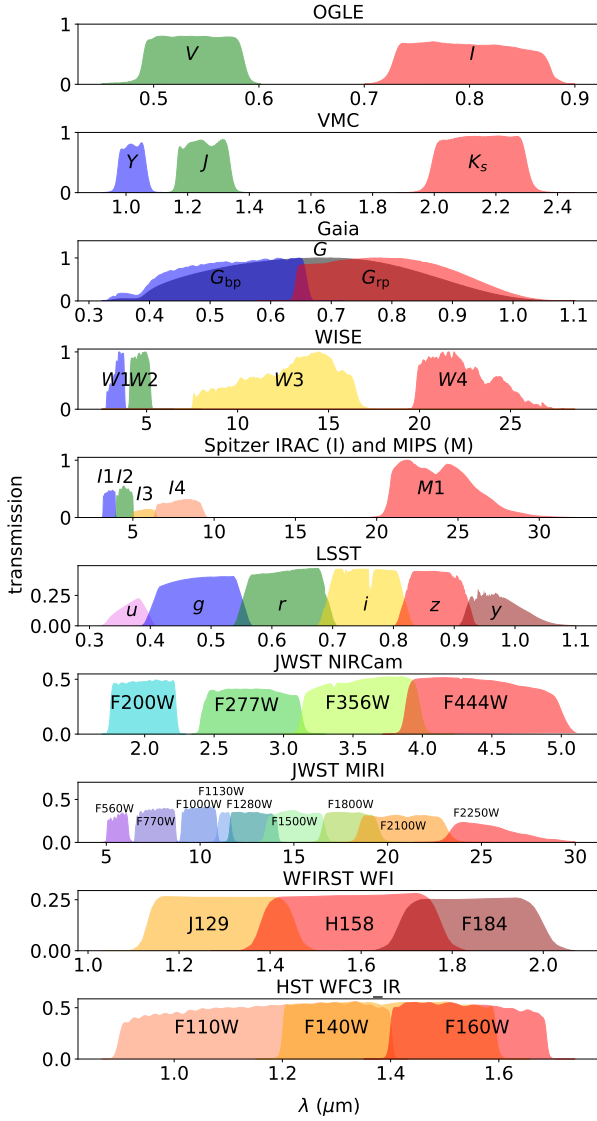 OGLE
1
0
V
I
0.5 0.6 0.7 0.8 0.9
VMC
1
0
Y
J
K_s
1.0 1.2 1.4 1.6 1.8 2.0 2.2 2.4
Gaia
1
0
G
G_bp
G_rp
0.3 0.4 0.5 0.6 0.7 0.8 0.9 1.0 1.1
WISE
1
0
W1 W2 W3 W4
5 10 15 20 25
Spitzer IRAC (I) and MIPS (M)
1
0
I1 I2 I3 I4 M1
5 10 15 20 25 30
transmission
LSST
0.25
0.00
u g r i z y
0.3 0.4 0.5 0.6 0.7 0.8 0.9 1.0 1.1
JWST NIRCam
0.5
0.0
F200W F277W F356W F444W
2.0 2.5 3.0 3.5 4.0 4.5 5.0
JWST MIRI
0.5
0.0
F1130W
F560W F1000W F1280W F1800W F2250W
F770W F1500W F2100W
5 10 15 20 25 30
WFIRST WFI
0.25
0.00
J129 H158 F184
1.0 1.2 1.4 1.6 1.8 2.0
HST WFC3_IR
0.5
0.0
F110W F140W F160W
1.0 1.2 1.4 1.6
λ (μm)